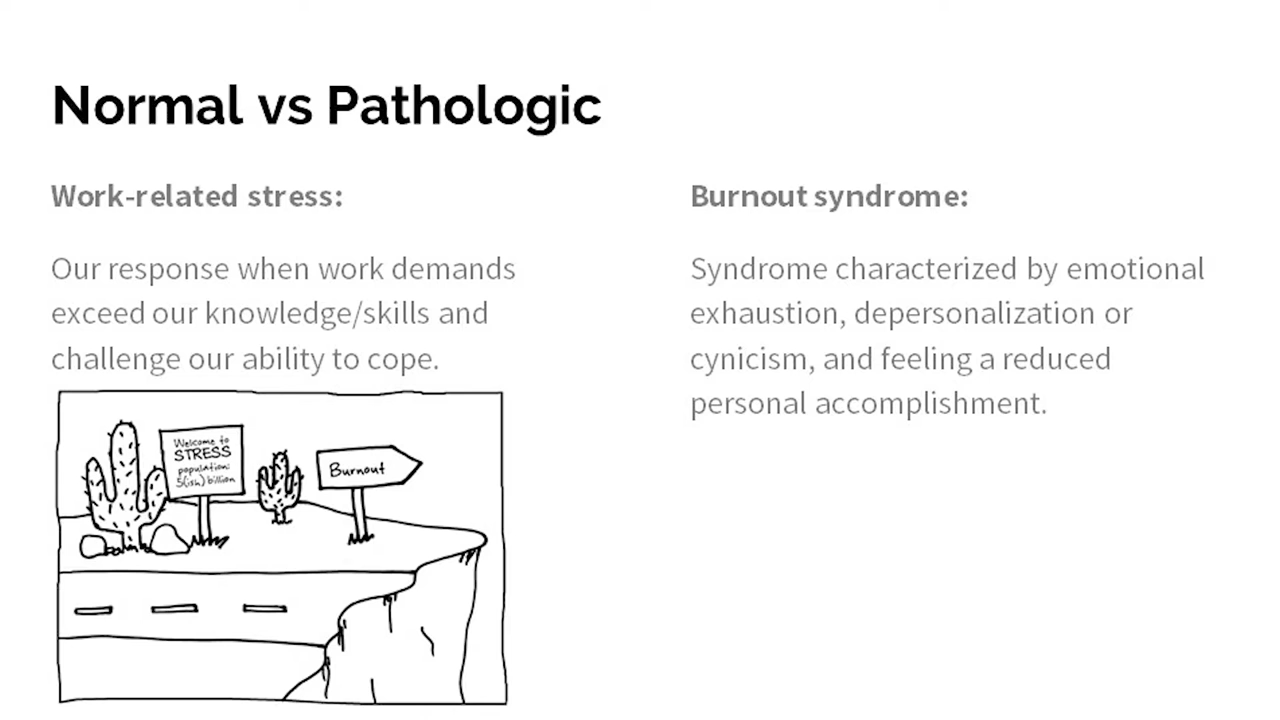 Normal vs Pathologic
Work-related stress:
Our response when work demands
exceed our knowledge/skills and
challenge our ability to cope.
Burnout syndrome:
Syndrome characterized by emotional
exhaustion, depersonalization or
cynicism, and feeling a reduced
personal accomplishment.
Welcome to
STRESS
population:
5(ish) billion
Burnout